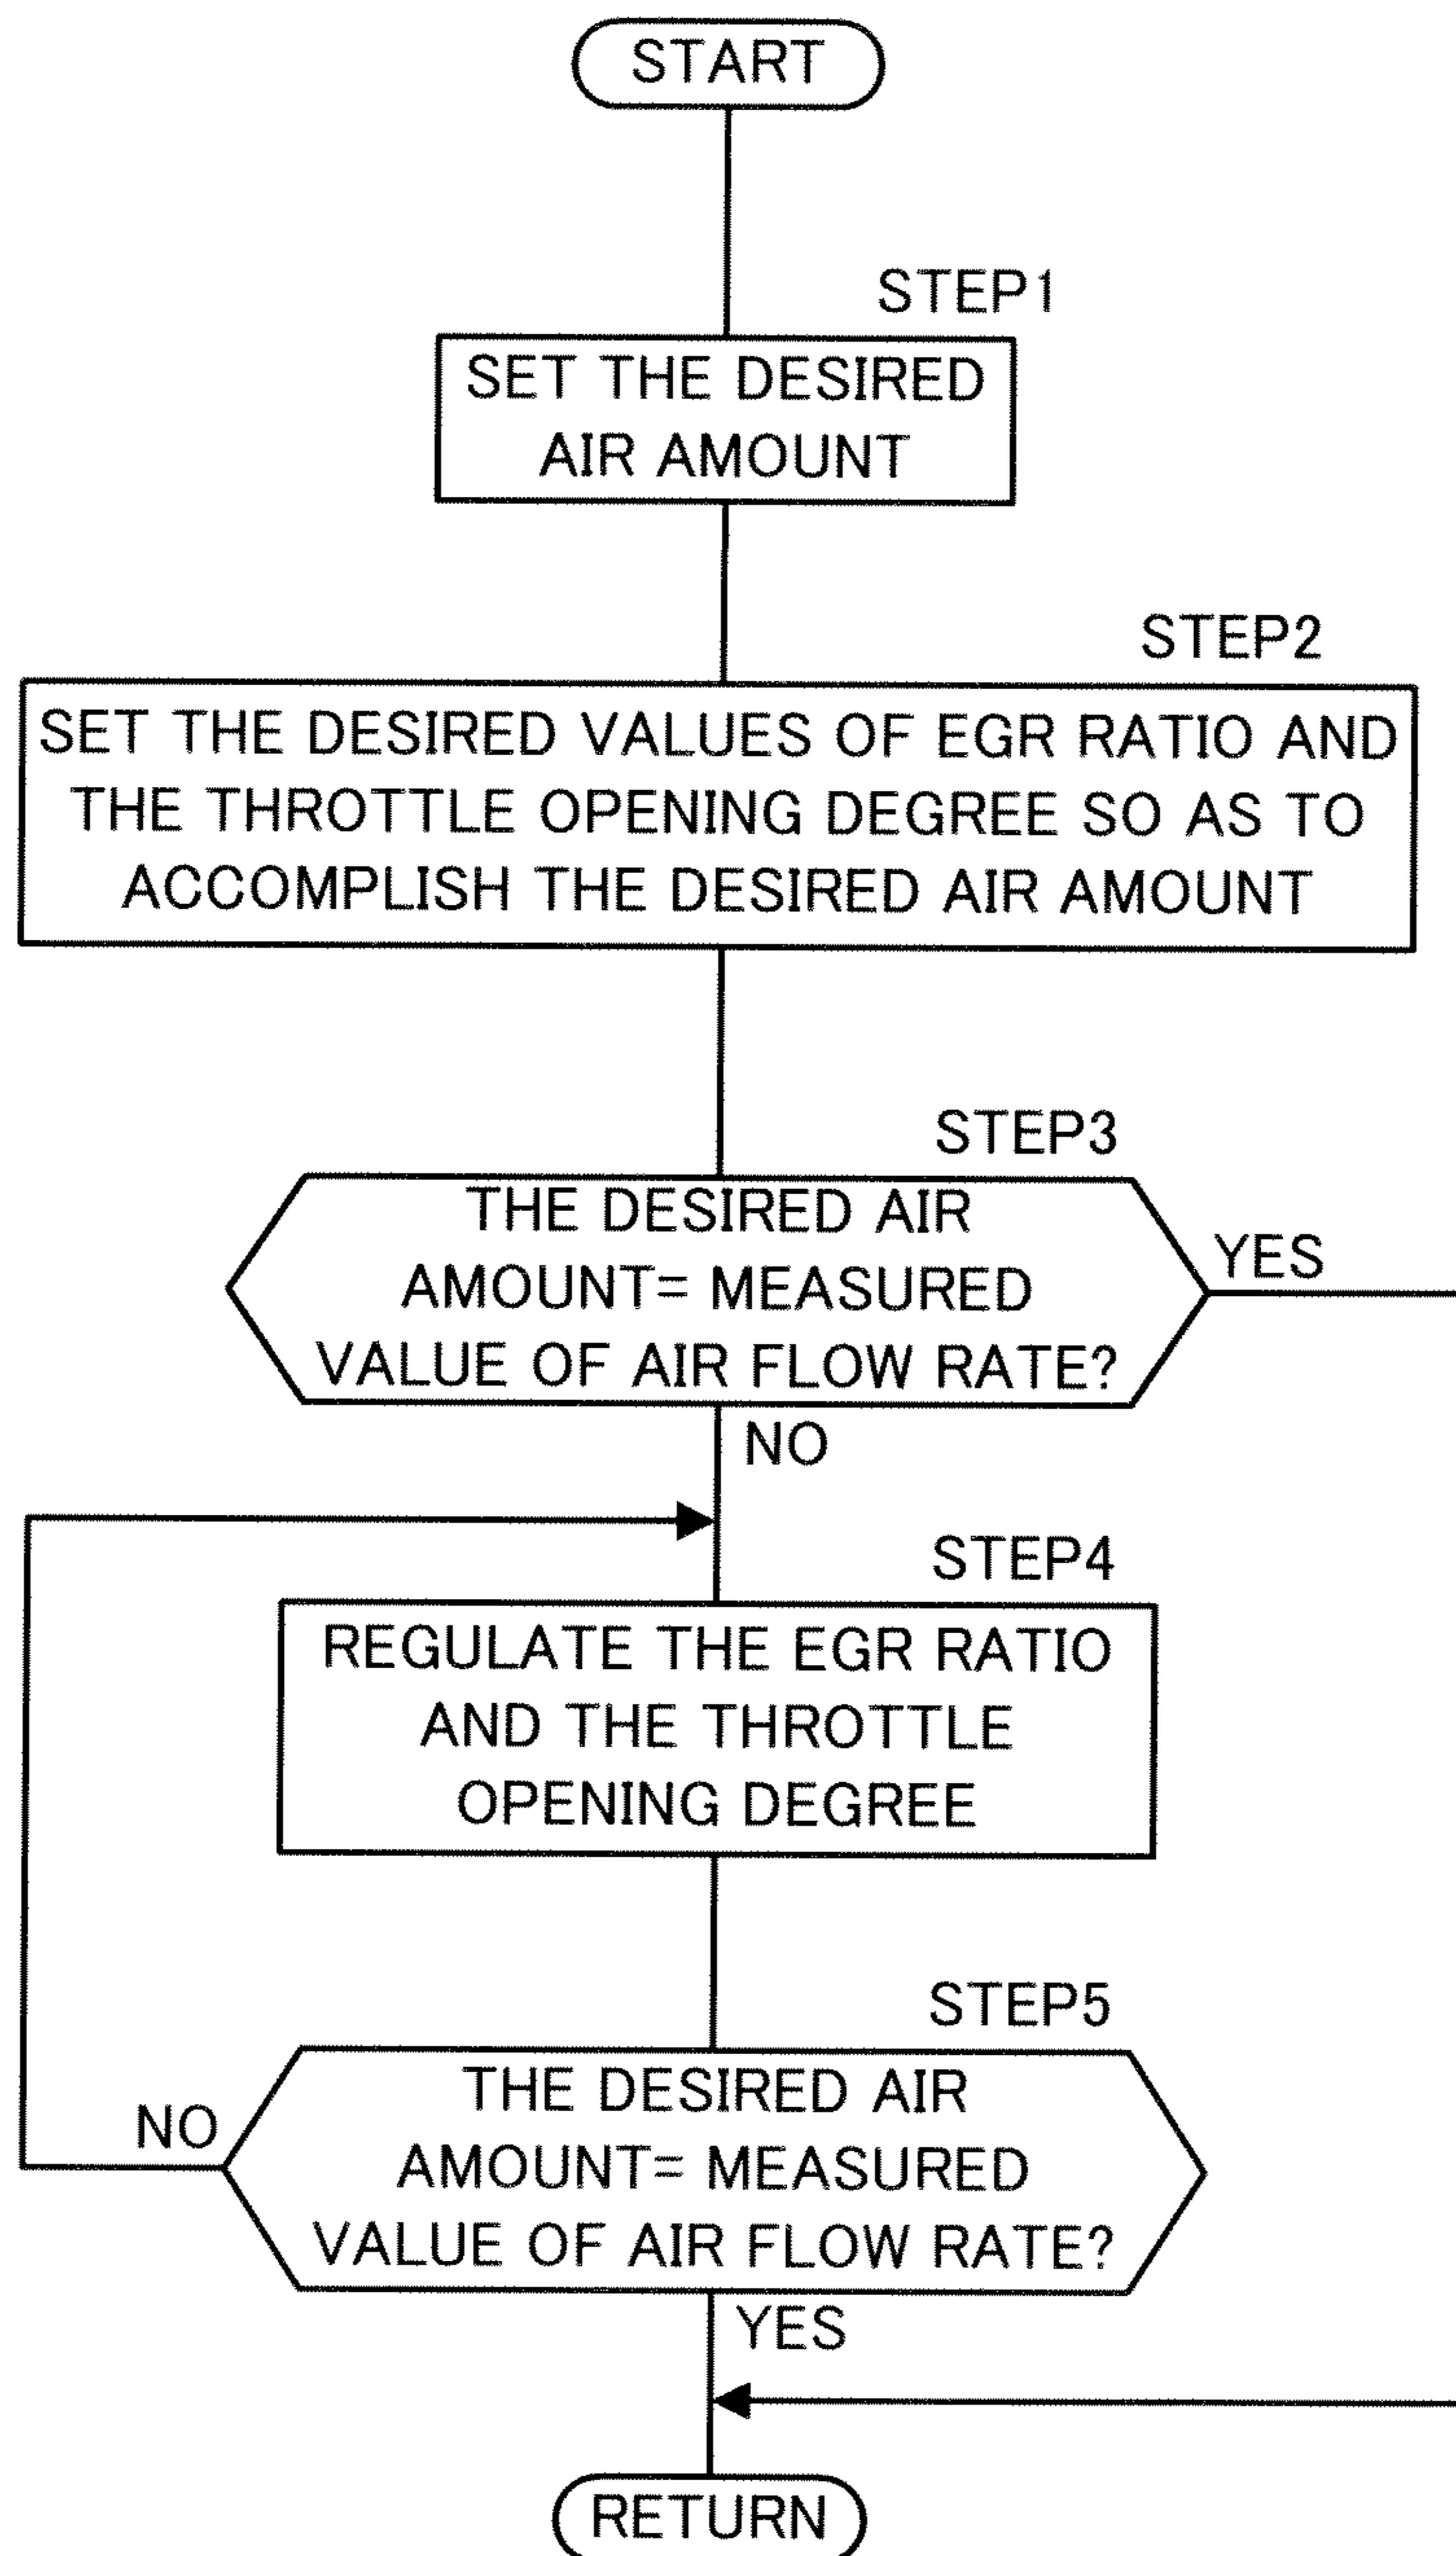 START
STEP1
SET THE DESIRED
AIR AMOUNT
STEP2
SET THE DESIRED VALUES OF EGR RATIO AND
THE THROTTLE OPENING DEGREE SO AS TO
ACCOMPLISH THE DESIRED AIR AMOUNT
STEP3
THE DESIRED AIR
AMOUNT= MEASURED
VALUE OF AIR FLOW RATE?
YES
NO
STEP4
REGULATE THE EGR RATIO
AND THE THROTTLE
OPENING DEGREE
STEP5
THE DESIRED AIR
AMOUNT= MEASURED
VALUE OF AIR FLOW RATE?
NO
YES
RETURN